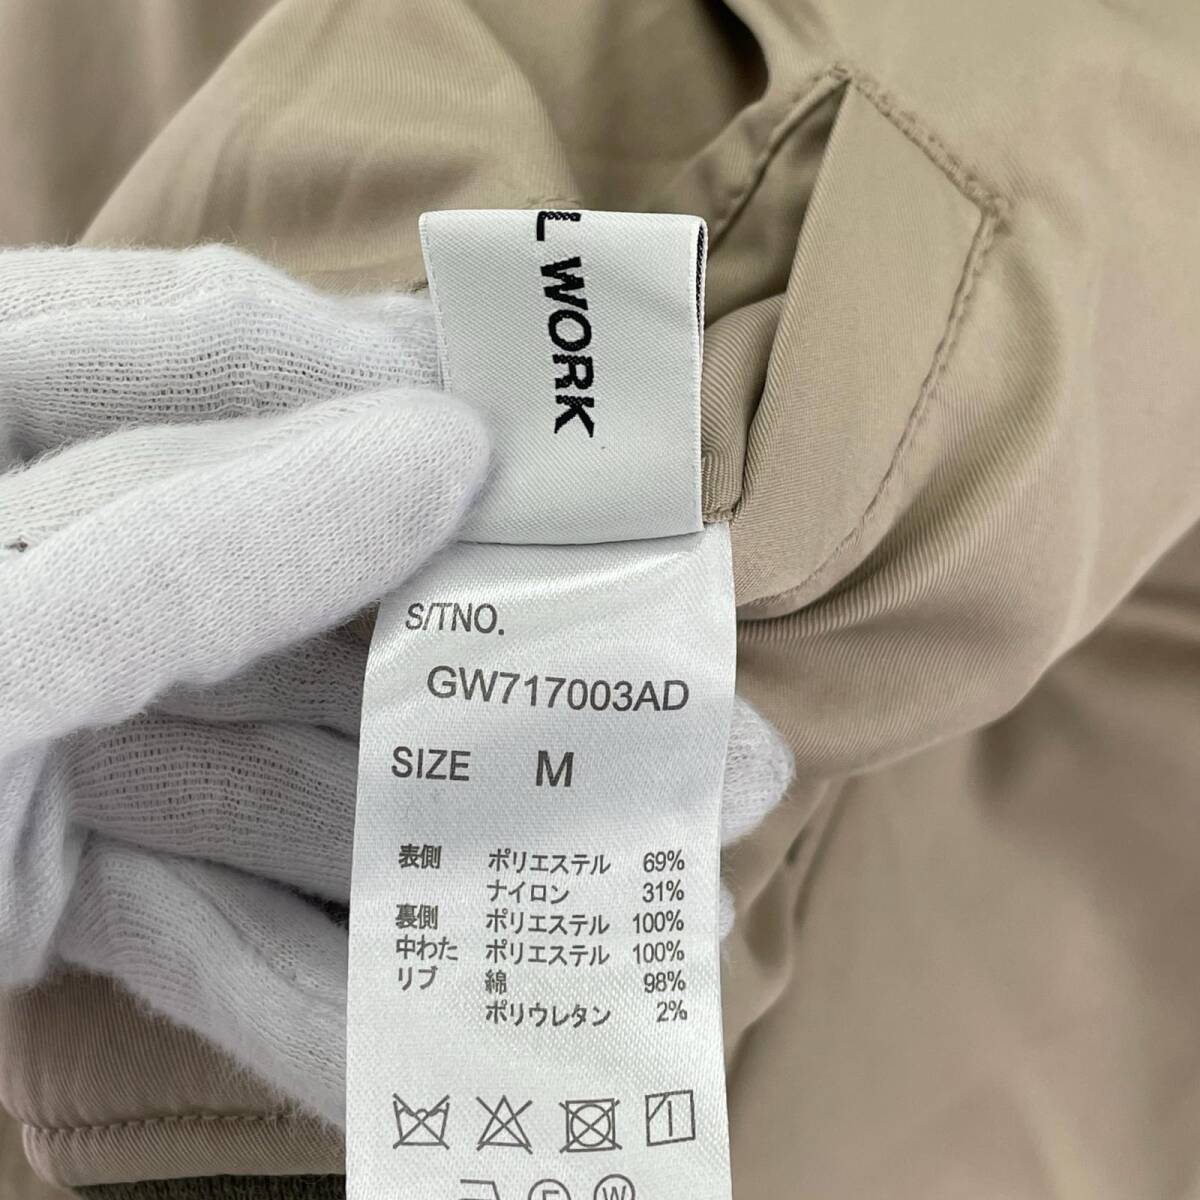 L WORK
S/TNO.
GW717003AD
SIZE M
表側 ポリエステル 69%
ナイロン 31%
裏側 ポリエステル 100%
中わた ポリエステル 100%
リブ 綿 98%
ポリウレタン 2%